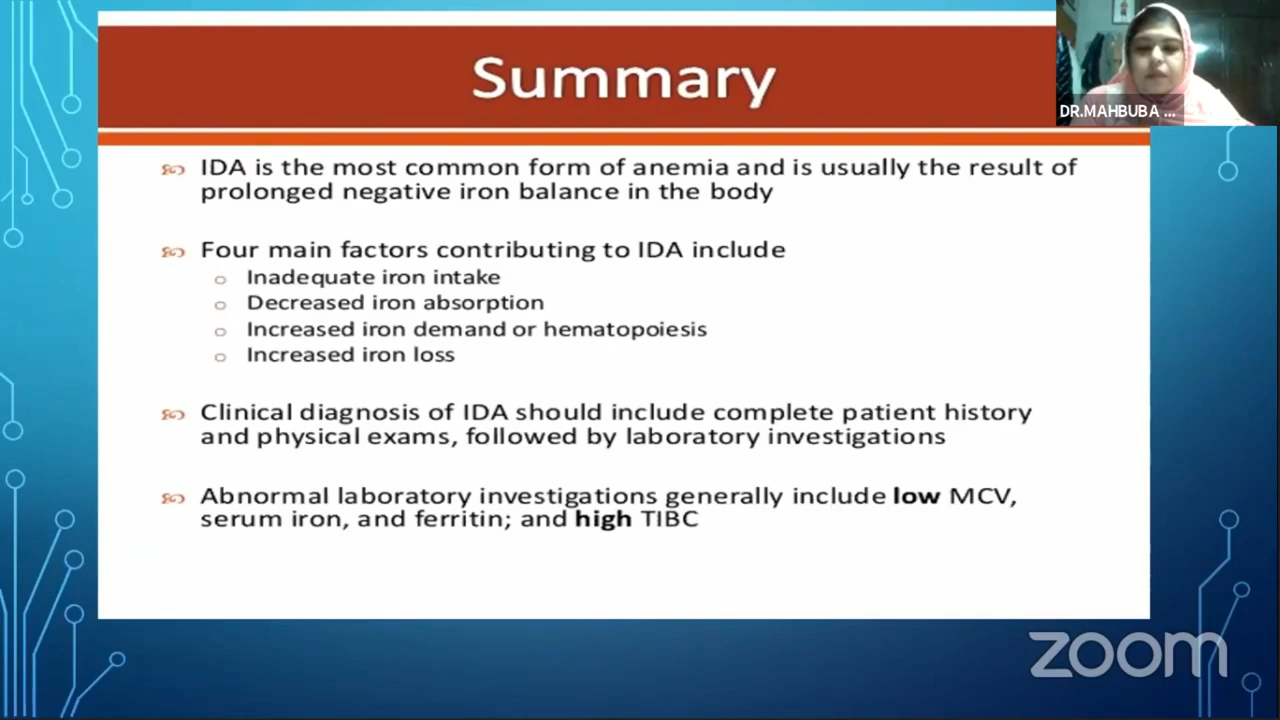 Summary
DR.MAHBUBA ...
IDA is the most common form of anemia and is usually the result of
prolonged negative iron balance in the body
Four main factors contributing to IDA include
Inadequate iron intake
Decreased iron absorption
Increased iron demand or hematopoiesis
Increased iron loss
Clinical diagnosis of IDA should include complete patient history
and physical exams, followed by laboratory investigations
Abnormal laboratory investigations generally include low MCV,
serum iron, and ferritin; and high TIBC
zoom